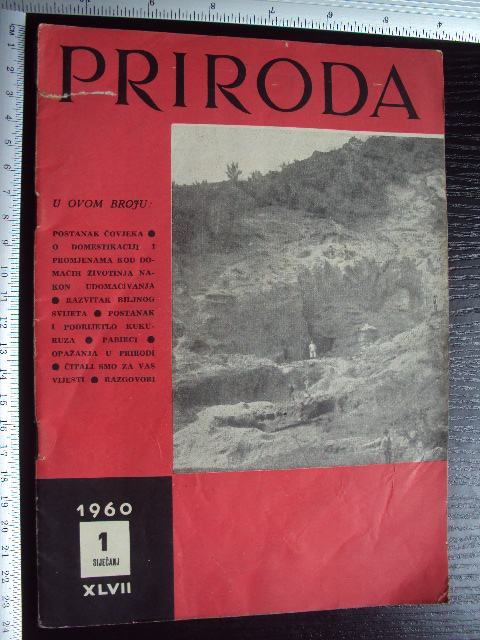 PRIRODA
U OVOM BROJU:
POSTANAK ČOVJEKA ●
O DOMESTIKACIJI I
PROMJENAMA KOD DO-
MAĆIH ŽIVOTINJA NA-
KON UDOMAĆIVANJA
● RAZVITAK BILJNOG
SVIJETA ● POSTANAK
I PODRIJETLO KUKU-
RUZA ● PABIRCI ●
OPAŽANJA U PRIRODI
● ČITALI SMO ZA VAS
VIJESTI ● RAZGOVORI
1960
1
SIJEČANJ
XLVII